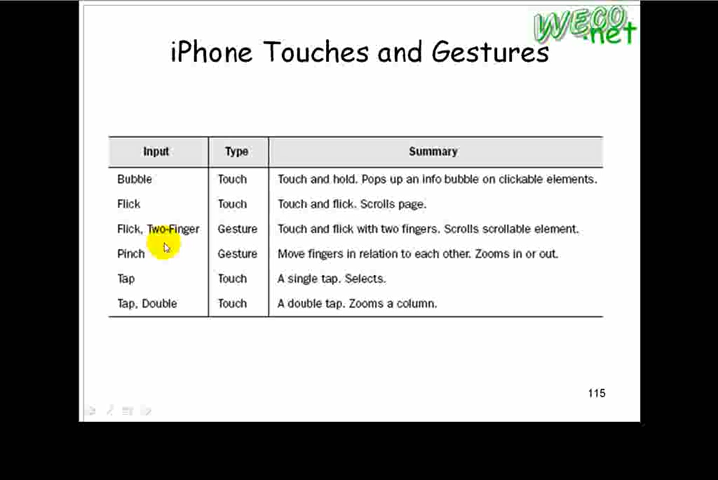 WECO
.net
iPhone Touches and Gestures
Input Type Summary
Bubble Touch Touch and hold. Pops up an info bubble on clickable elements.
Flick Touch Touch and flick. Scrolls page.
Flick, Two-Finger Gesture Touch and flick with two fingers. Scrolls scrollable element.
Pinch Gesture Move fingers in relation to each other. Zooms in or out.
Tap Touch A single tap. Selects.
Tap, Double Touch A double tap. Zooms a column.
115